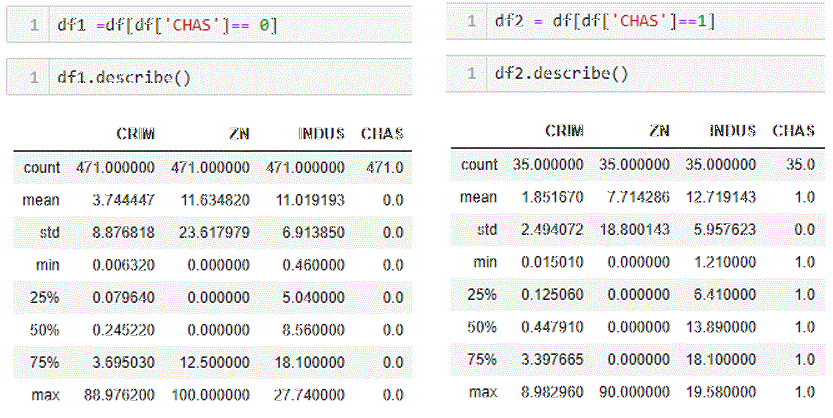 1 df1 =df[df['CHAS']== 0]
1 df1.describe()
CRIM ZN INDUS CHAS
count 471.000000 471.000000 471.000000 471.0
mean 3.744447 11.634820 11.019193 0.0
std 8.876818 23.617979 6.913850 0.0
min 0.006320 0.000000 0.460000 0.0
25% 0.079640 0.000000 5.040000 0.0
50% 0.245220 0.000000 8.560000 0.0
75% 3.695030 12.500000 18.100000 0.0
max 88.976200 100.000000 27.740000 0.0
1 df2 = df[df['CHAS']==1]
1 df2.describe()
CRIM ZN INDUS CHAS
count 35.000000 35.000000 35.000000 35.0
mean 1.851670 7.714286 12.719143 1.0
std 2.494072 18.800143 5.957623 0.0
min 0.015010 0.000000 1.210000 1.0
25% 0.125060 0.000000 6.410000 1.0
50% 0.447910 0.000000 13.890000 1.0
75% 3.397665 0.000000 18.100000 1.0
max 8.982960 90.000000 19.580000 1.0